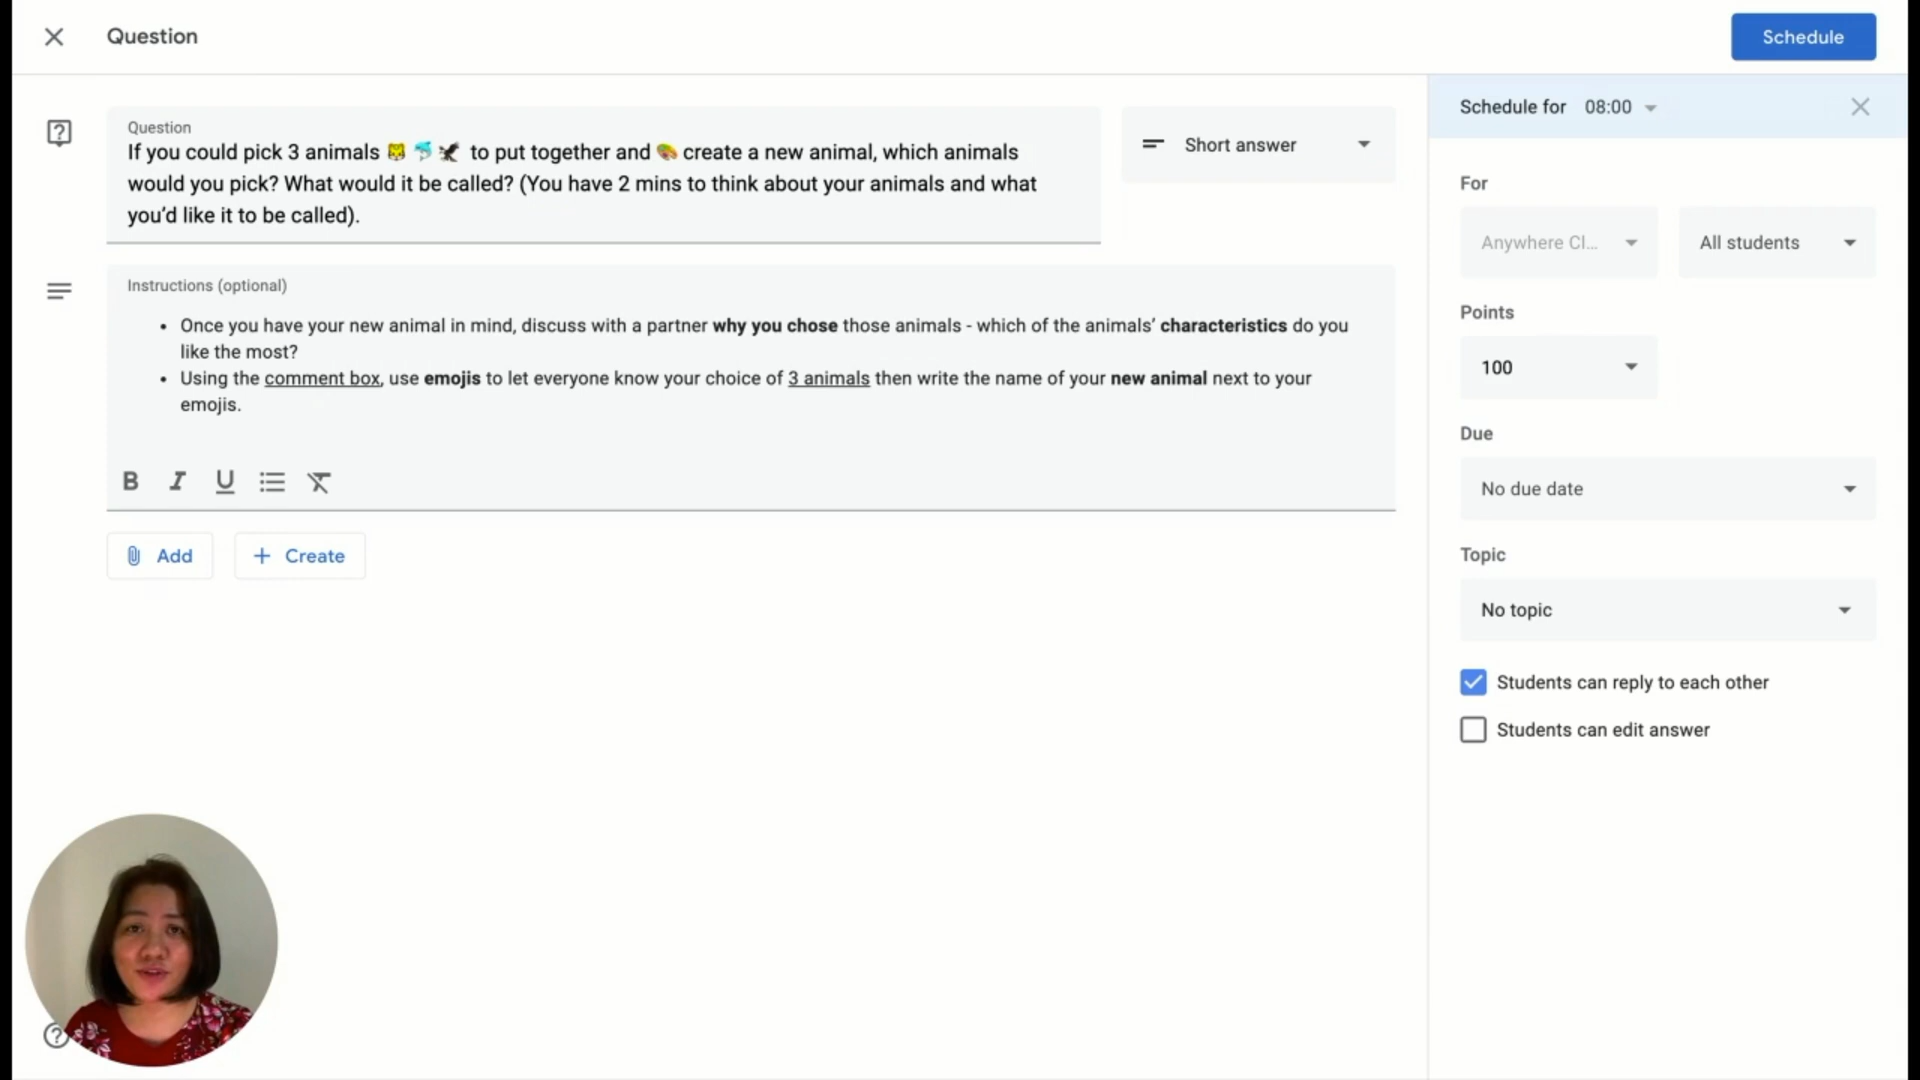 Question
Schedule
Question
If you could pick 3 animals 🐯 🐬 🦅 to put together and 🎨 create a new animal, which animals
would you pick? What would it be called? (You have 2 mins to think about your animals and what
you’d like it to be called).
Short answer
Instructions (optional)
• Once you have your new animal in mind, discuss with a partner why you chose those animals - which of the animals’ characteristics do you
like the most?
• Using the comment box, use emojis to let everyone know your choice of 3 animals then write the name of your new animal next to your
emojis.
B I U
Add
Create
Schedule for 08:00
For
Anywhere Cl...
All students
Points
100
Due
No due date
Topic
No topic
Students can reply to each other
Students can edit answer